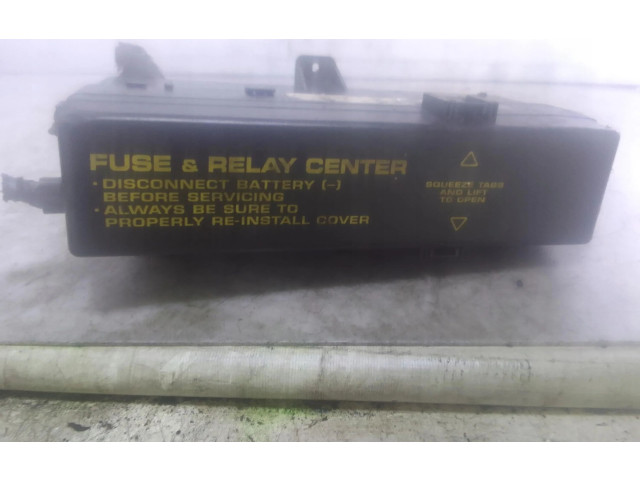 FUSE & RELAY CENTER
• DISCONNECT BATTERY (-)
BEFORE SERVICING
• ALWAYS BE SURE TO
PROPERLY RE-INSTALL COVER
SQUEEZE TABS
AND LIFT
TO OPEN